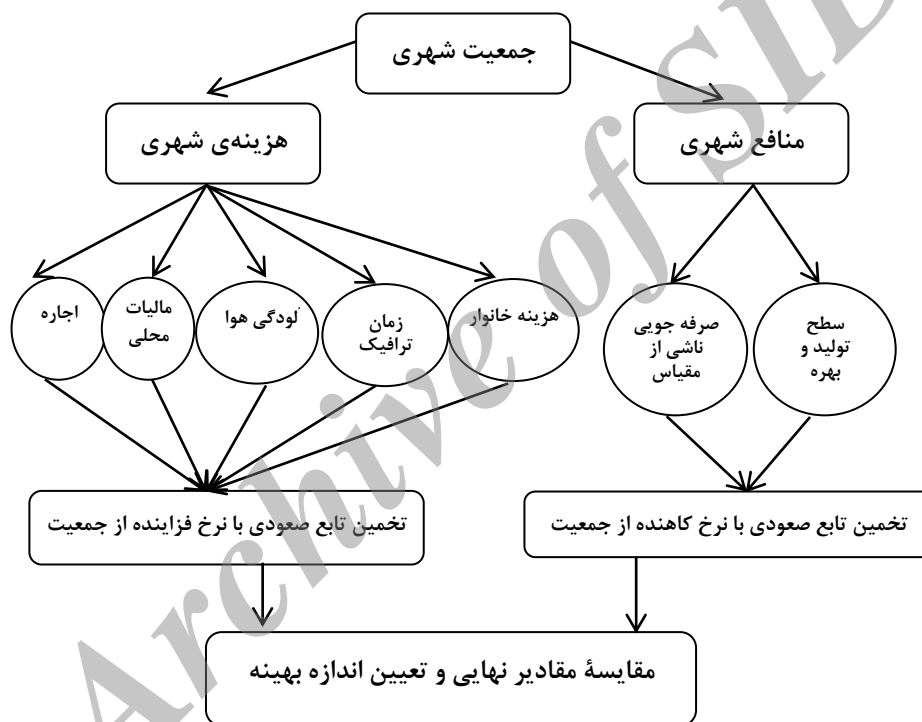 جمعیت شهری
منافع شهری
هزینه‌ی شهری
سطح
تولید و
بهره
صرفه جویی
ناشی از
مقیاس
هزینه خانوار
زمان
ترافیک
لودگی هوا
مالیات
محلی
اجاره
تخمین تابع صعودی با نرخ کاهنده از جمعیت
تخمین تابع صعودی با نرخ فزاینده از جمعیت
مقایسهٔ مقادیر نهایی و تعیین اندازه بهینه
Archive of SID